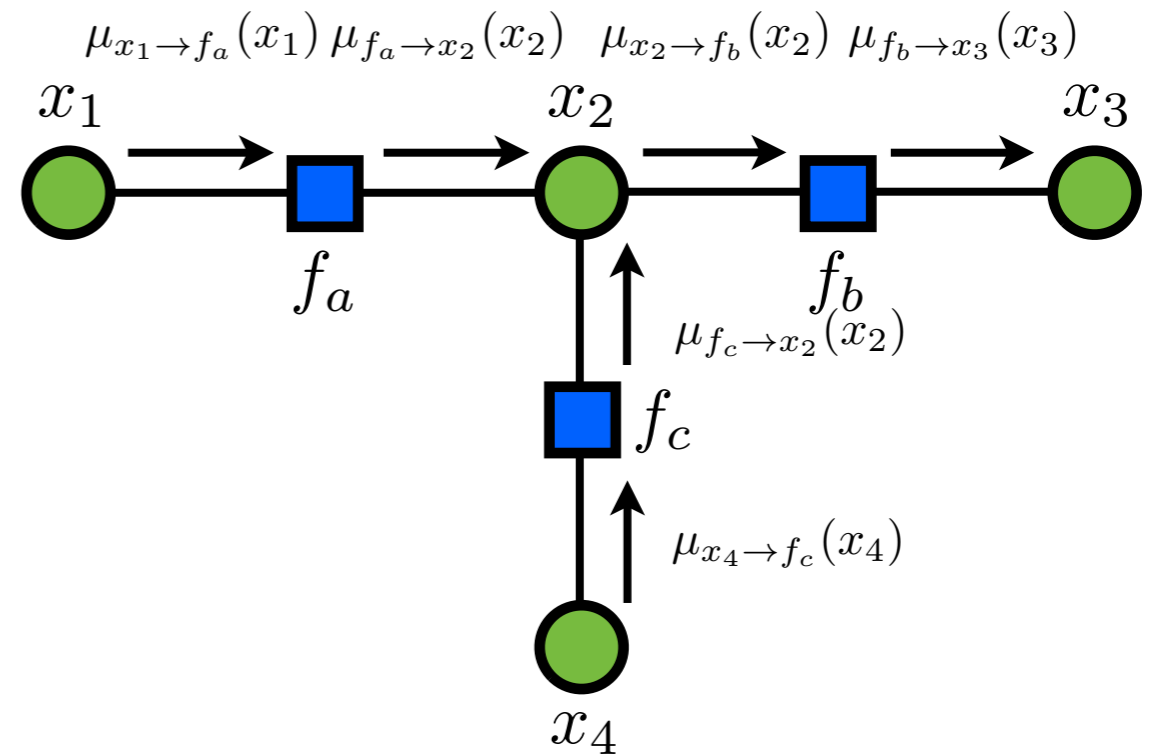 μ_{x_1→f_a}(x_1) μ_{f_a→x_2}(x_2) μ_{x_2→f_b}(x_2) μ_{f_b→x_3}(x_3)
x_1 x_2 x_3
f_a f_b
μ_{f_c→x_2}(x_2)
f_c
μ_{x_4→f_c}(x_4)
x_4